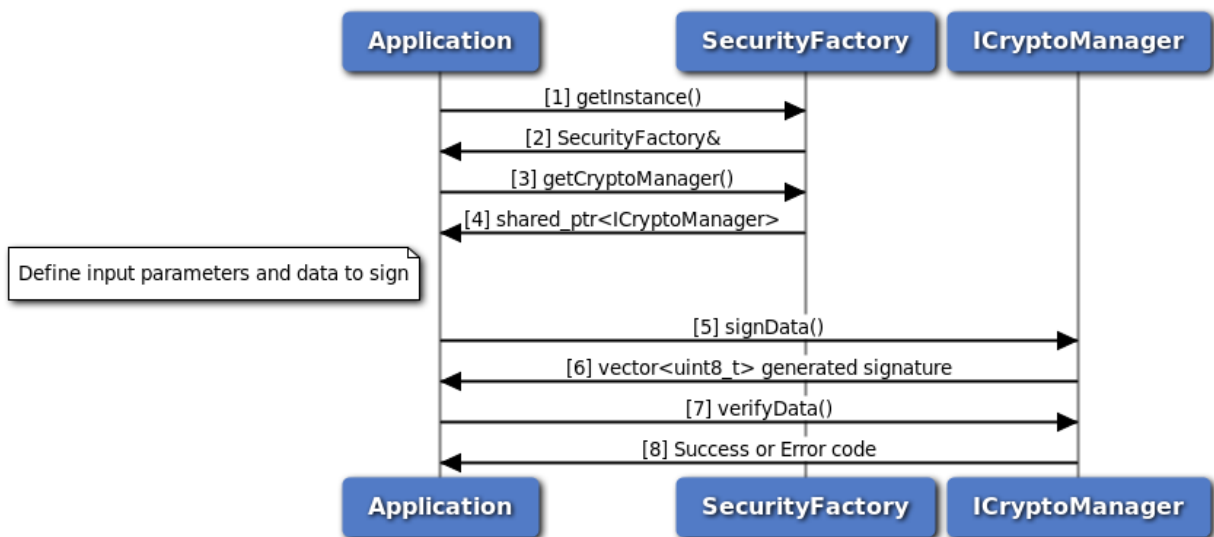 Application
SecurityFactory
ICryptoManager
[1] getInstance()
[2] SecurityFactory&
[3] getCryptoManager()
[4] shared_ptr<ICryptoManager>
Define input parameters and data to sign
[5] signData()
[6] vector<uint8_t> generated signature
[7] verifyData()
[8] Success or Error code
Application
SecurityFactory
ICryptoManager